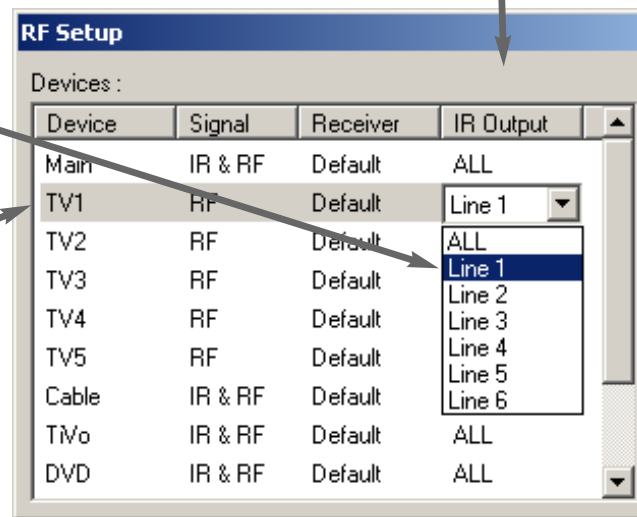 RF Setup
Devices :
Device Signal Receiver IR Output
Main IR & RF Default ALL
TV1 RF Default Line 1
TV2 RF Default ALL
TV3 RF Default Line 1
Line 2
TV4 RF Default Line 3
Line 4
TV5 RF Default Line 5
Cable IR & RF Default Line 6
TiVo IR & RF Default ALL
DVD IR & RF Default ALL